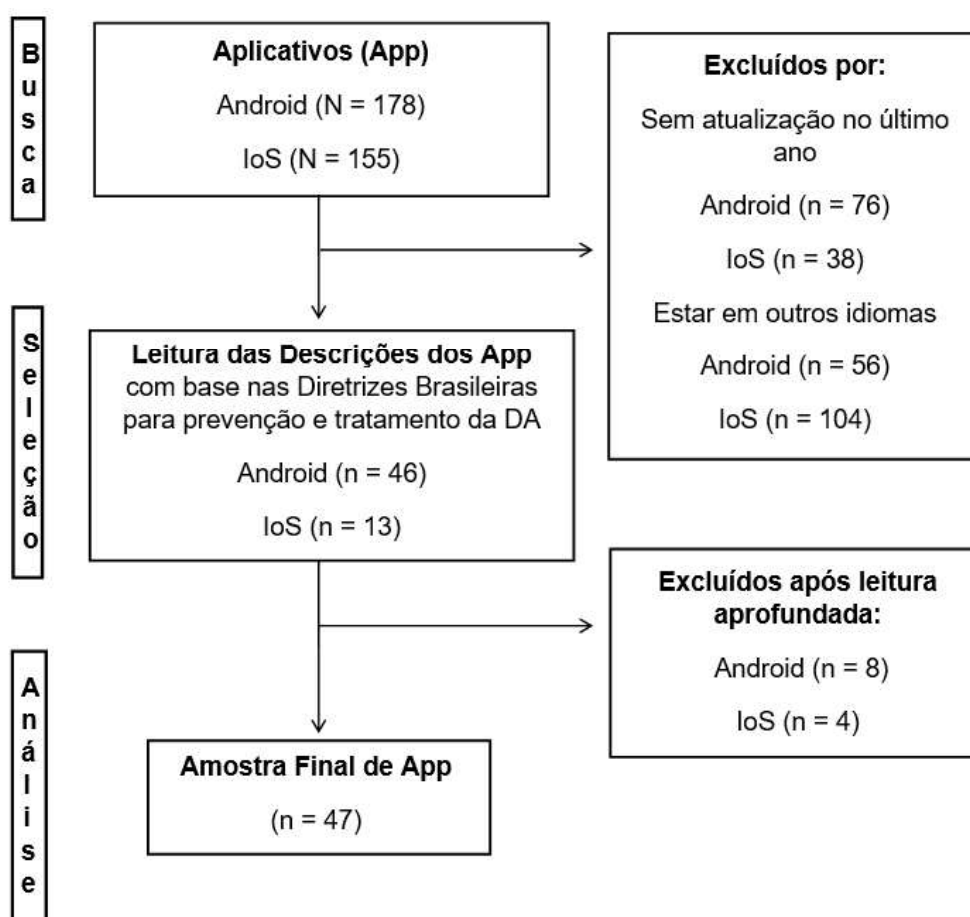 Busca
Aplicativos (App)
Android (N = 178)
IoS (N = 155)
Excluídos por:
Sem atualização no último
ano
Android (n = 76)
IoS (n = 38)
Estar em outros idiomas
Android (n = 56)
IoS (n = 104)
Seleção
Leitura das Descrições dos App
com base nas Diretrizes Brasileiras
para prevenção e tratamento da DA
Android (n = 46)
IoS (n = 13)
Excluídos após leitura
aprofundada:
Android (n = 8)
IoS (n = 4)
Análise
Amostra Final de App
(n = 47)